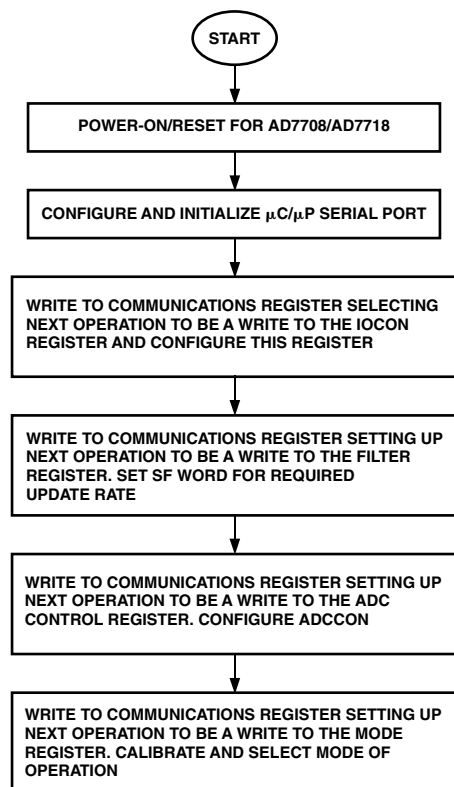 START
POWER-ON/RESET FOR AD7708/AD7718
CONFIGURE AND INITIALIZE μC/μP SERIAL PORT
WRITE TO COMMUNICATIONS REGISTER SELECTING
NEXT OPERATION TO BE A WRITE TO THE IOCON
REGISTER AND CONFIGURE THIS REGISTER
WRITE TO COMMUNICATIONS REGISTER SETTING UP
NEXT OPERATION TO BE A WRITE TO THE FILTER
REGISTER. SET SF WORD FOR REQUIRED
UPDATE RATE
WRITE TO COMMUNICATIONS REGISTER SETTING UP
NEXT OPERATION TO BE A WRITE TO THE ADC
CONTROL REGISTER. CONFIGURE ADCCON
WRITE TO COMMUNICATIONS REGISTER SETTING UP
NEXT OPERATION TO BE A WRITE TO THE MODE
REGISTER. CALIBRATE AND SELECT MODE OF
OPERATION